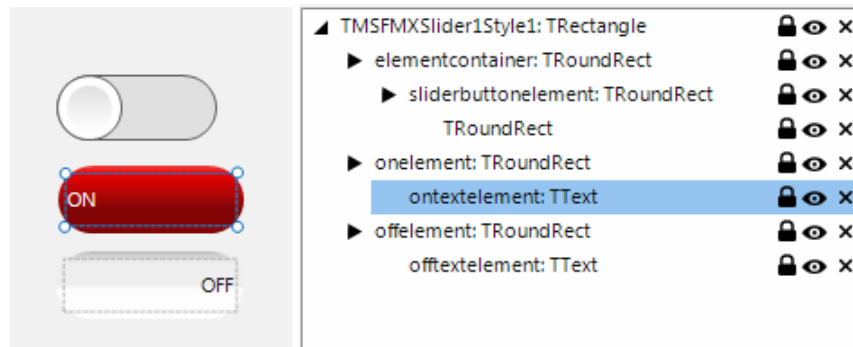 ON
OFF
TMSFMXSlider1Style1: TRectangle
elementcontainer: TRoundRect
sliderbuttonelement: TRoundRect
TRoundRect
onelement: TRoundRect
ontextelement: TText
offelement: TRoundRect
offtextelement: TText